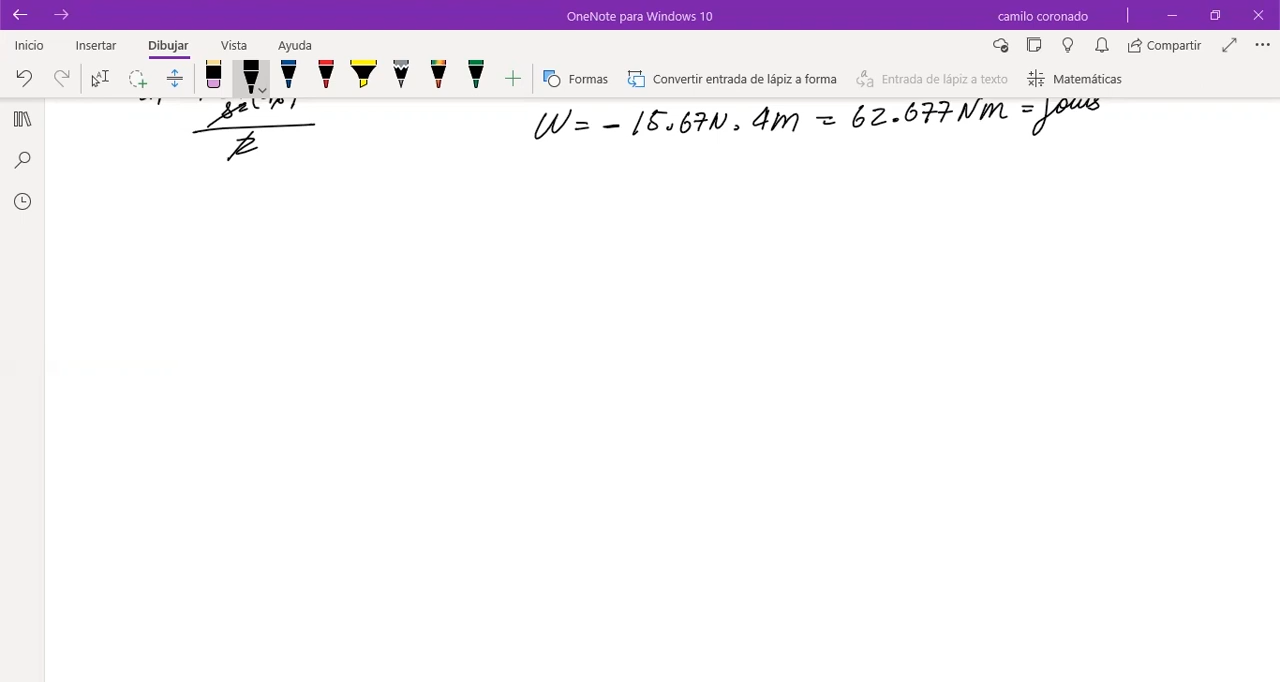 OneNote para Windows 10
camilo coronado
Inicio Insertar Dibujar Vista Ayuda
Compartir
Formas Convertir entrada de lápiz a forma Entrada de lápiz a texto Matemáticas
W = - 15.67N. 4m = 62.677 Nm = Jouls
2